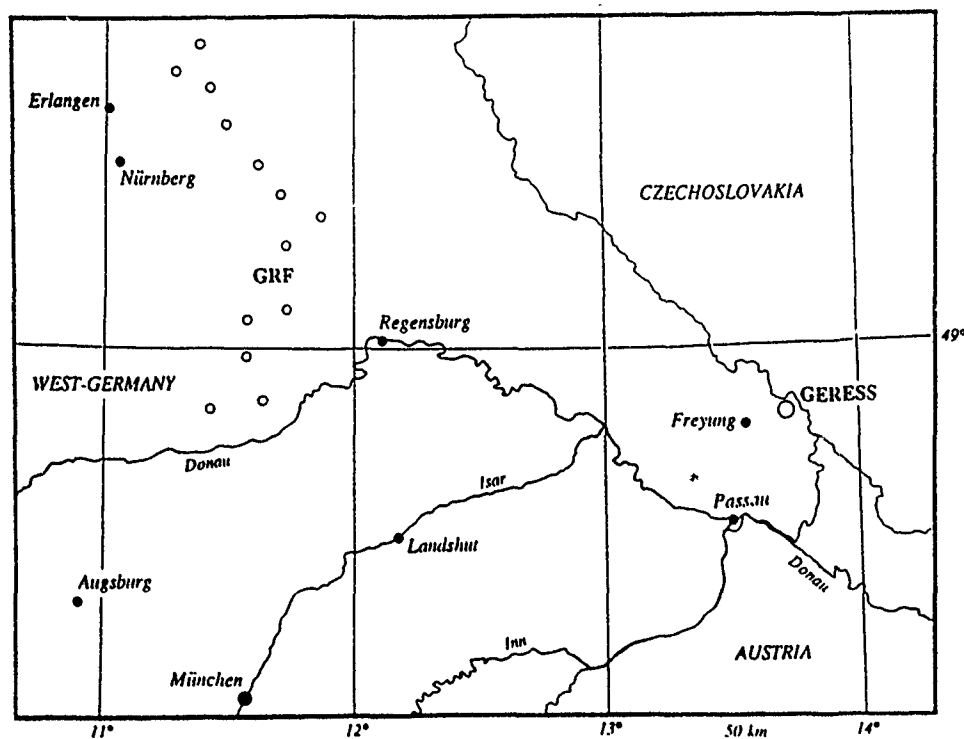 Erlangen
Nürnberg
CZECHOSLOVAKIA
GRF
Regensburg
49°
WEST-GERMANY
GERESS
Freyung
Donau
Isar
Passau
Landshut
Donau
Augsburg
Inn
AUSTRIA
München
11° 12° 13° 50 km 14°